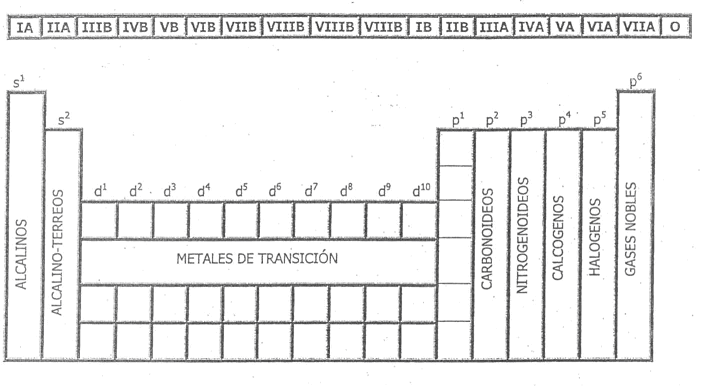 IA IIA IIIB IVB VB VIB VIIB VIIIB VIIIB VIIIB IB IIB IIIA IVA VA VIA VIIA O
s¹ p⁶
s² p¹ p² p³ p⁴ p⁵
d¹ d² d³ d⁴ d⁵ d⁶ d⁷ d⁸ d⁹ d¹⁰
ALCALINOS
ALCALINO-TERREOS
METALES DE TRANSICIÓN
CARBONOIDEOS
NITROGENOIDEOS
CALCOGENOS
HALOGENOS
GASES NOBLES